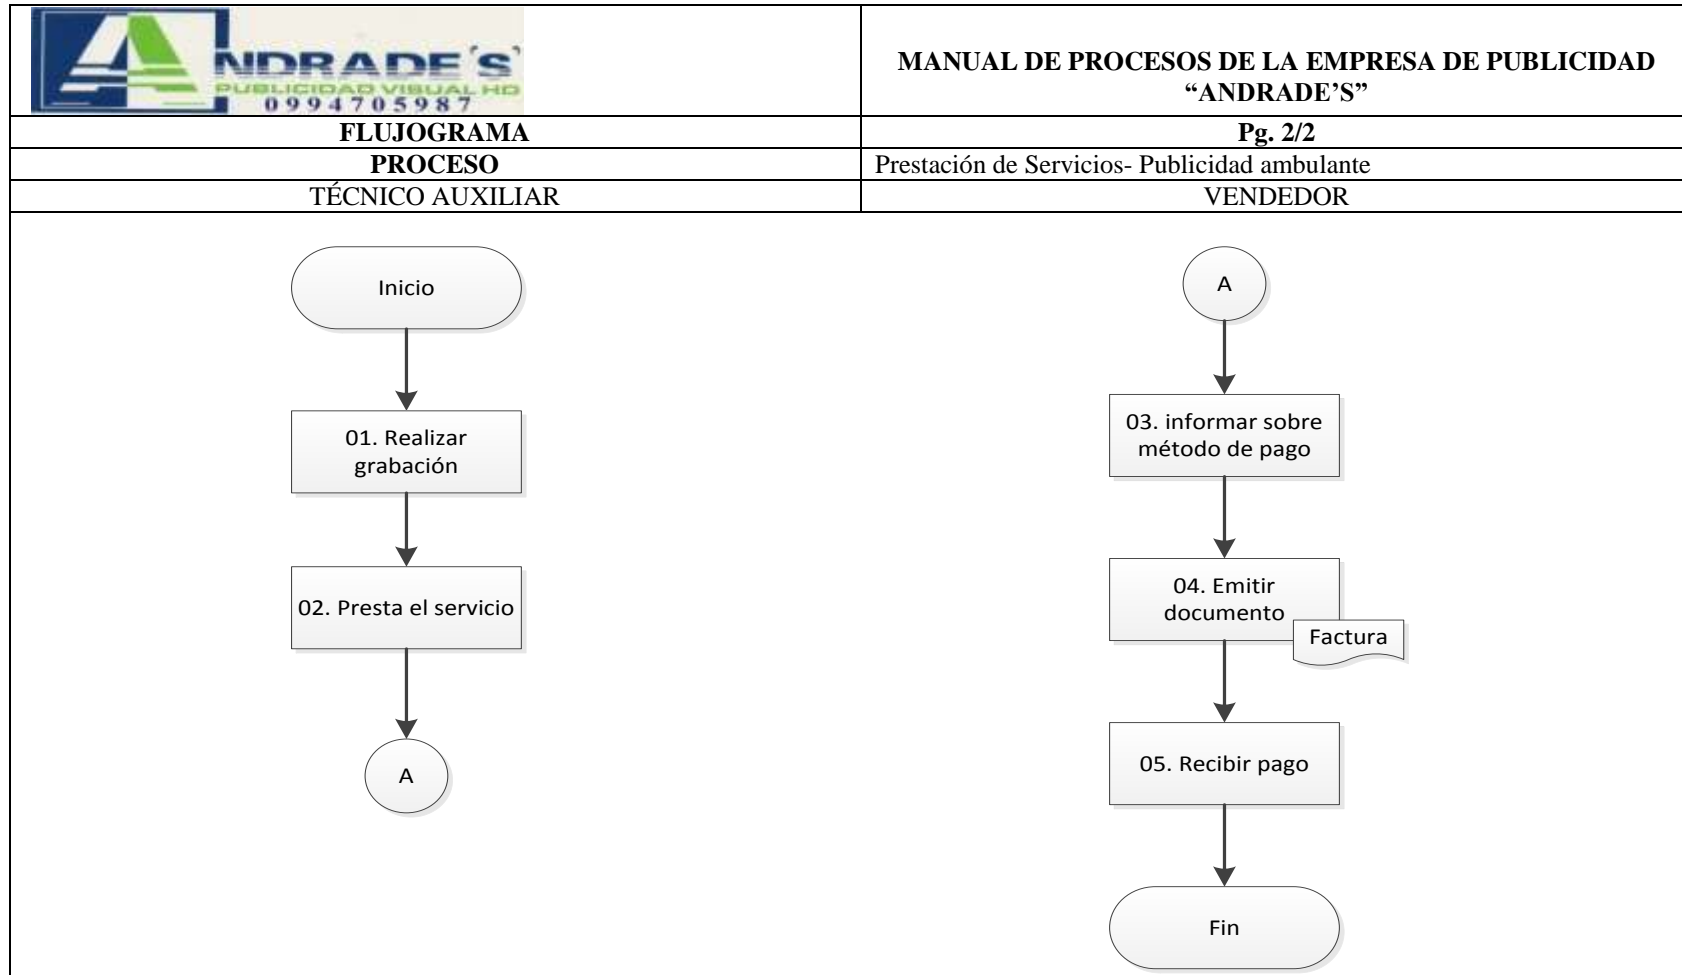 NDRADE´S'
PUBLICIDAD VISUAL HD
0994705987
MANUAL DE PROCESOS DE LA EMPRESA DE PUBLICIDAD
“ANDRADE’S”
FLUJOGRAMA
Pg. 2/2
PROCESO
Prestación de Servicios- Publicidad ambulante
TÉCNICO AUXILIAR
VENDEDOR
Inicio
01. Realizar
grabación
02. Presta el servicio
A
A
03. informar sobre
método de pago
04. Emitir
documento
Factura
05. Recibir pago
Fin